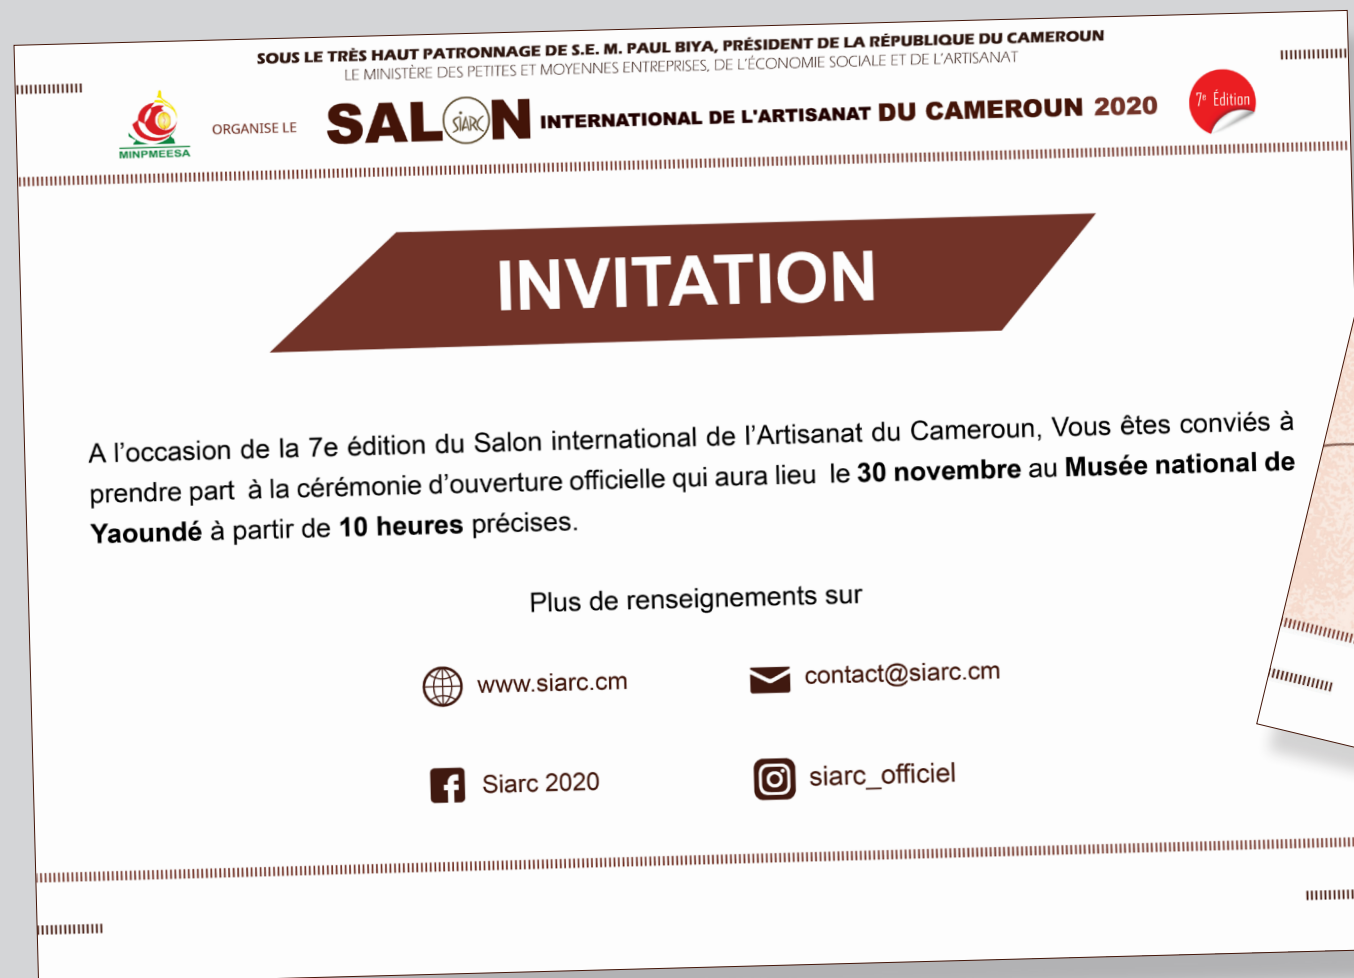 SOUS LE TRÈS HAUT PATRONNAGE DE S.E. M. PAUL BIYA, PRÉSIDENT DE LA RÉPUBLIQUE DU CAMEROUN
LE MINISTÈRE DES PETITES ET MOYENNES ENTREPRISES, DE L'ÉCONOMIE SOCIALE ET DE L'ARTISANAT
MINPMEESA
ORGANISE LE
SALON INTERNATIONAL DE L'ARTISANAT DU CAMEROUN 2020
SIARC
7e Édition
INVITATION
A l'occasion de la 7e édition du Salon international de l'Artisanat du Cameroun, Vous êtes conviés à
prendre part à la cérémonie d'ouverture officielle qui aura lieu le 30 novembre au Musée national de
Yaoundé à partir de 10 heures précises.
Plus de renseignements sur
www.siarc.cm
contact@siarc.cm
Siarc 2020
siarc_officiel